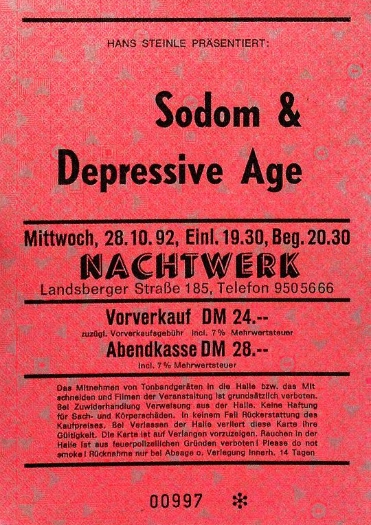 HANS STEINLE PRÄSENTIERT:
Sodom &
Depressive Age
Mittwoch, 28.10.92, Einl. 19.30, Beg. 20.30
NACHTWERK
Landsberger Straße 185, Telefon 9505666
Vorverkauf DM 24.--
zuzügl. Vorverkaufsgebühr incl. 7% Mehrwertsteuer
Abendkasse DM 28.--
incl. 7% Mehrwertsteuer
Das Mitnehmen von Tonbandgeräten in die Halle bzw. das Mit
schneiden und Filmen der Veranstaltung ist grundsätzlich verboten.
Bei Zuwiderhandlung Verweisung aus der Halle. Keine Haftung
für Sach- und Körperschäden. In keinem Fall Rückerstattung des
Kaufpreises. Bei Verlassen der Halle verliert diese Karte ihre
Gültigkeit. Die Karte ist auf Verlangen vorzuzeigen. Rauchen in der
Halle ist aus feuerpolizeilichen Gründen verboten! Please do not
smoke! Rücknahme nur bei Absage o. Verlegung innerh. 14 Tagen
00997 *